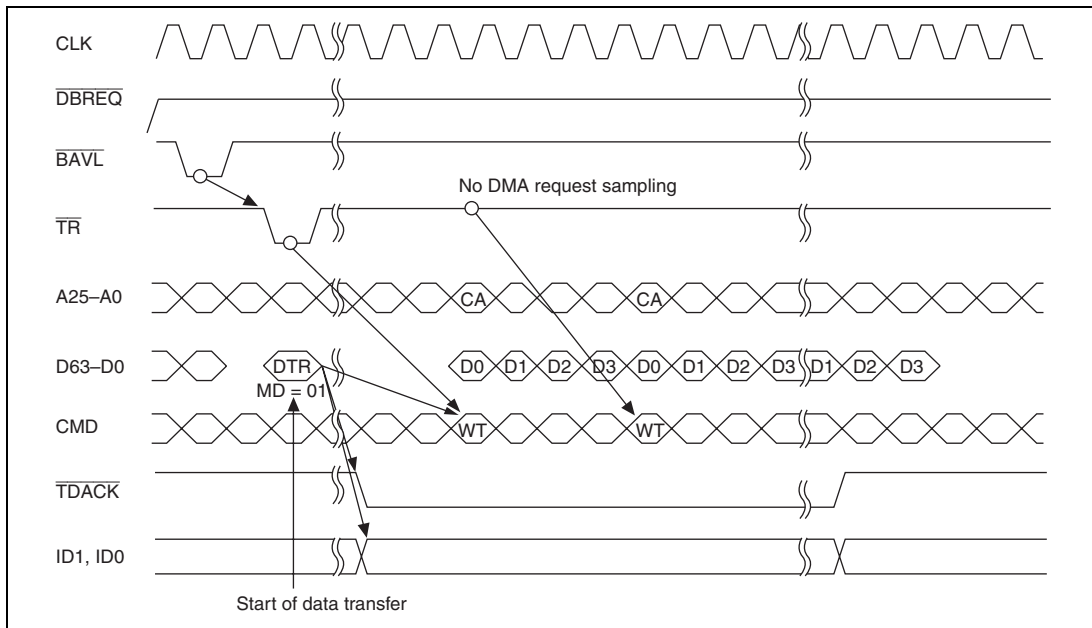 CLK
DBREQ
BAVL
No DMA request sampling
TR
A25–A0 CA CA
D63–D0 DTR D0 D1 D2 D3 D0 D1 D2 D3 D1 D2 D3
MD = 01
CMD WT WT
TDACK
ID1, ID0
Start of data transfer